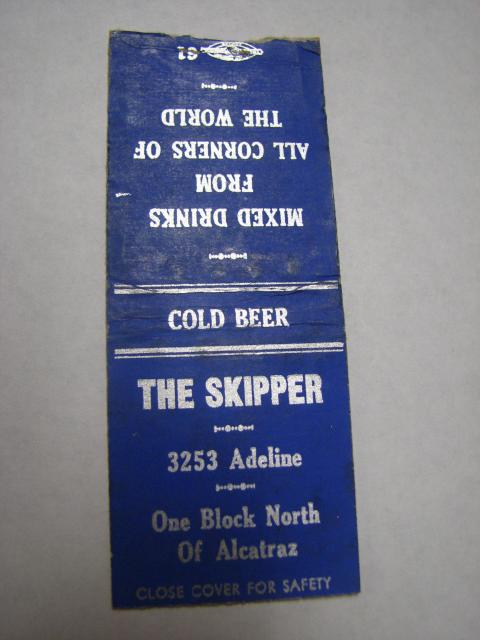 COLD BEER
THE SKIPPER
3253 Adeline
One Block North
Of Alcatraz
CLOSE COVER FOR SAFETY
MIXED DRINKS
FROM
ALL CORNERS OF
THE WORLD